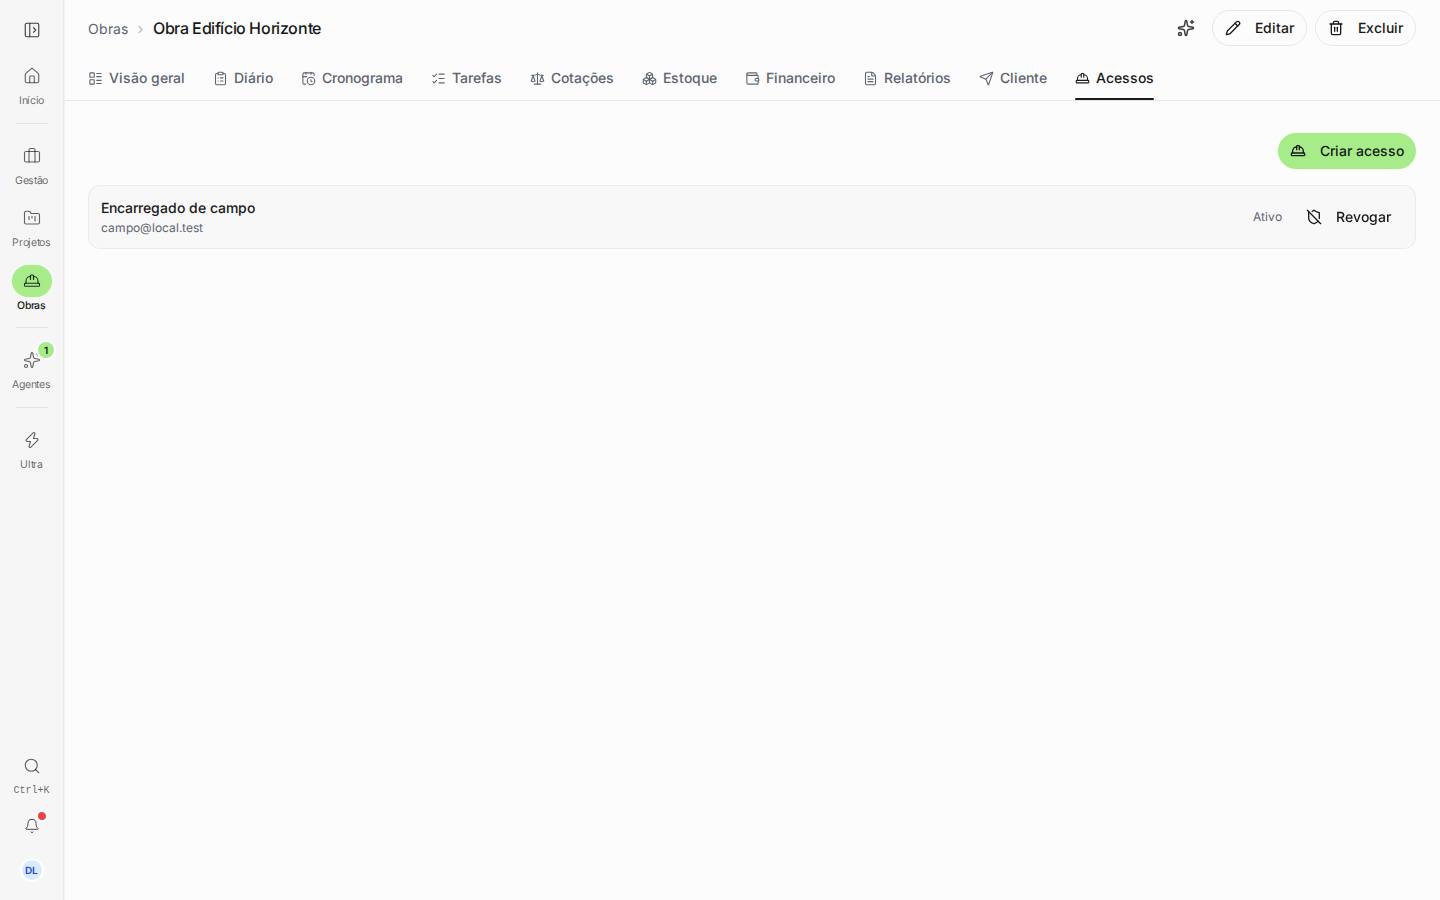 Obras
Obra Edifício Horizonte
Editar
Excluir
Visão geral
Diário
Cronograma
Tarefas
Cotações
Estoque
Financeiro
Relatórios
Cliente
Acessos
Criar acesso
Encarregado de campo
campo@local.test
Ativo
Revogar
Início
Gestão
Projetos
Obras
1
Agentes
Ultra
Ctrl+K
DL